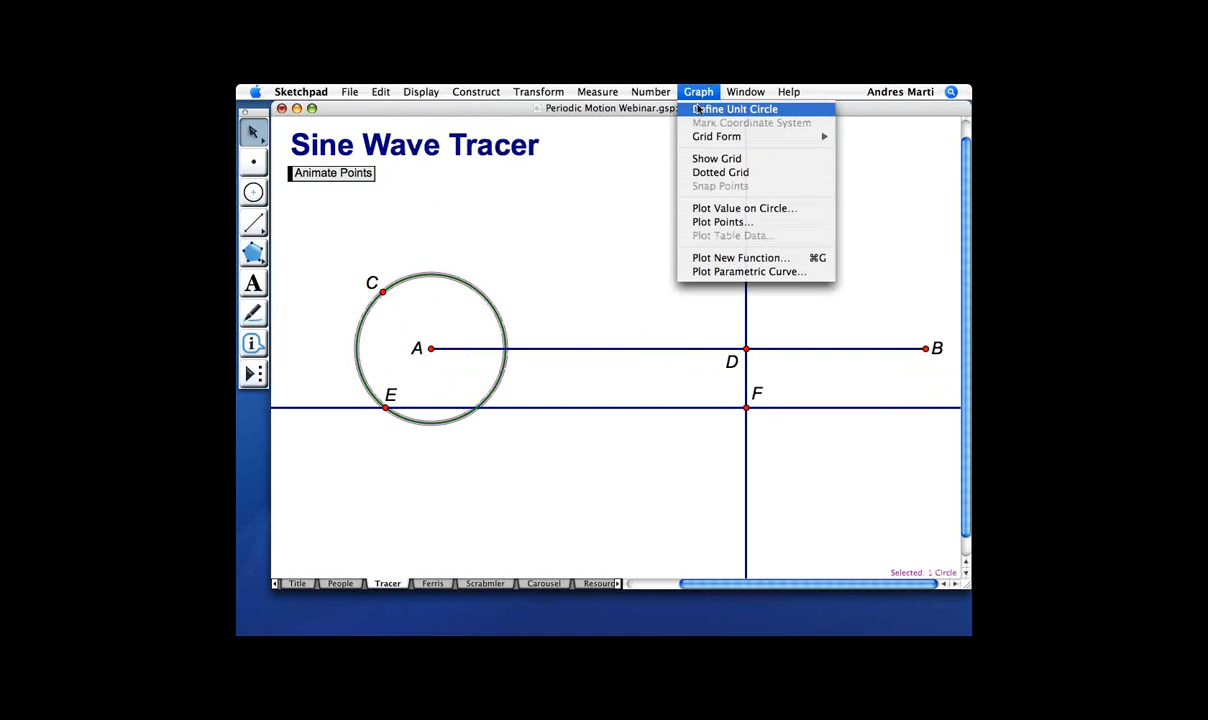 Sketchpad File Edit Display Construct Transform Measure Number Graph Window Help Andres Marti
Periodic Motion Webinar.gsp
Define Unit Circle
Mark Coordinate System
Grid Form
Show Grid
Dotted Grid
Snap Points
Plot Value on Circle...
Plot Points...
Plot Table Data...
Plot New Function... ⌘G
Plot Parametric Curve...
Sine Wave Tracer
Animate Points
A
C
A
B
D
E
F
Selected: 1 Circle
Title People Tracer Ferris Scrabmler Carousel Resourc